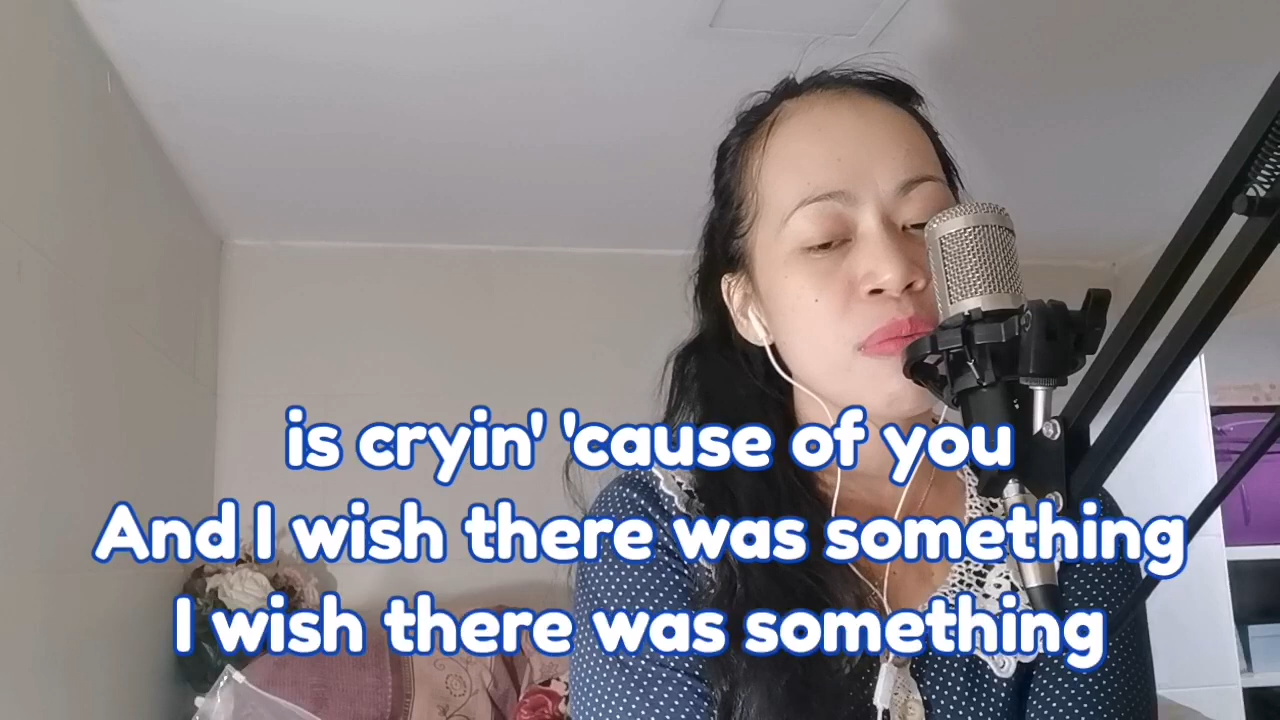 is cryin' 'cause of you
And I wish there was something
I wish there was something